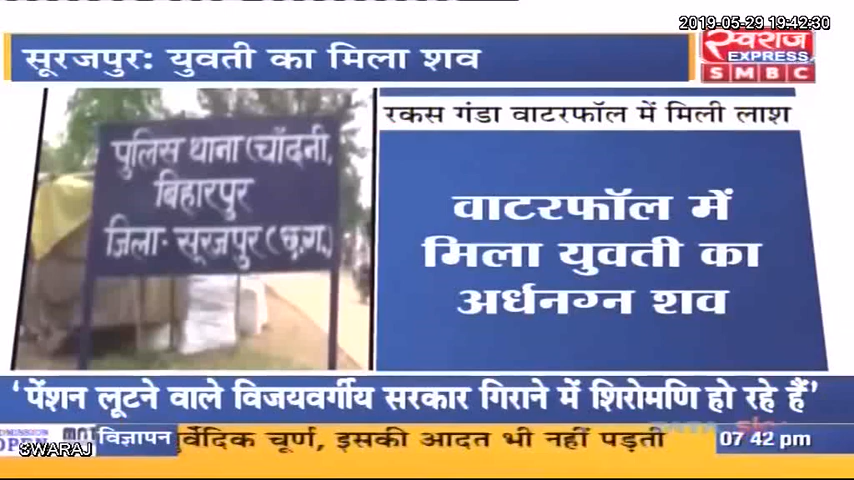 2019-05-29 19:42:30
सूरजपुर: युवती का मिला शव
स्वराज
EXPRESS
SMBC
रकस गंडा वाटरफॉल में मिली लाश
पुलिस थाना (चाँदनी,
बिहारपुर
जिला- सूरजपुर (छ.ग.)
वाटरफॉल में
मिला युवती का
अर्धनग्न शव
'पेंशन लूटने वाले विजयवर्गीय सरकार गिराने में शिरोमणि हो रहे हैं'
OPEN
SWARAJ
विज्ञापन
र्वेदिक चूर्ण, इसकी आदत भी नहीं पड़ती
07 42 pm